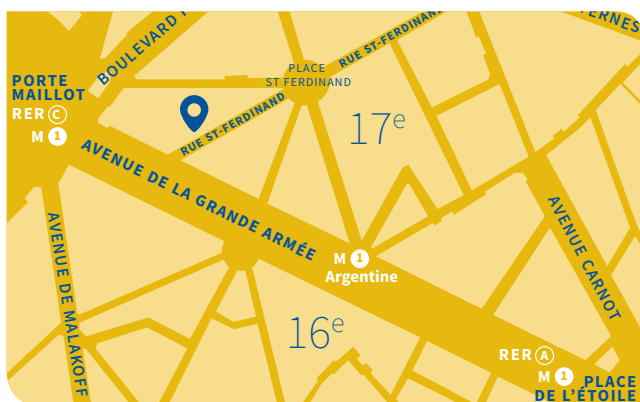 TERNES
BOULEVARD
RUE ST-FERDINAND
PLACE
ST FERDINAND
PORTE
MAILLOT
RER C
M 1
RUE ST-FERDINAND
17e
AVENUE DE LA GRANDE ARMÉE
AVENUE CARNOT
AVENUE DE MALAKOFF
M 1
Argentine
16e
RER A
M 1
PLACE
DE L'ÉTOILE